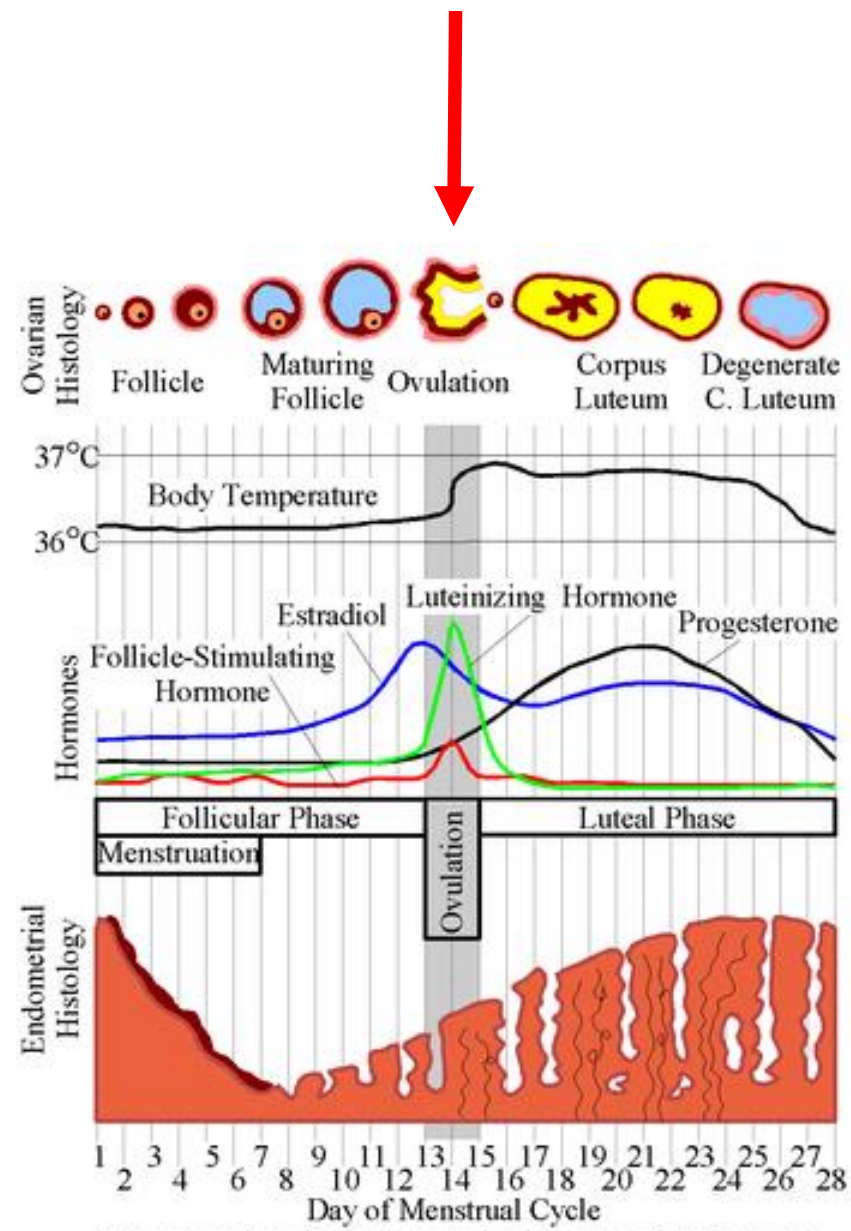 Ovarian
Histology
Follicle
Maturing
Follicle
Ovulation
Corpus
Luteum
Degenerate
C. Luteum
37°C
Body Temperature
36°C
Hormones
Estradiol
Luteinizing Hormone
Progesterone
Follicle-Stimulating
Hormone
Follicular Phase
Luteal Phase
Menstruation
Ovulation
Endometrial
Histology
1 3 5 7 9 11 13 15 17 19 21 23 25 27
2 4 6 8 10 12 14 16 18 20 22 24 26 28
Day of Menstrual Cycle